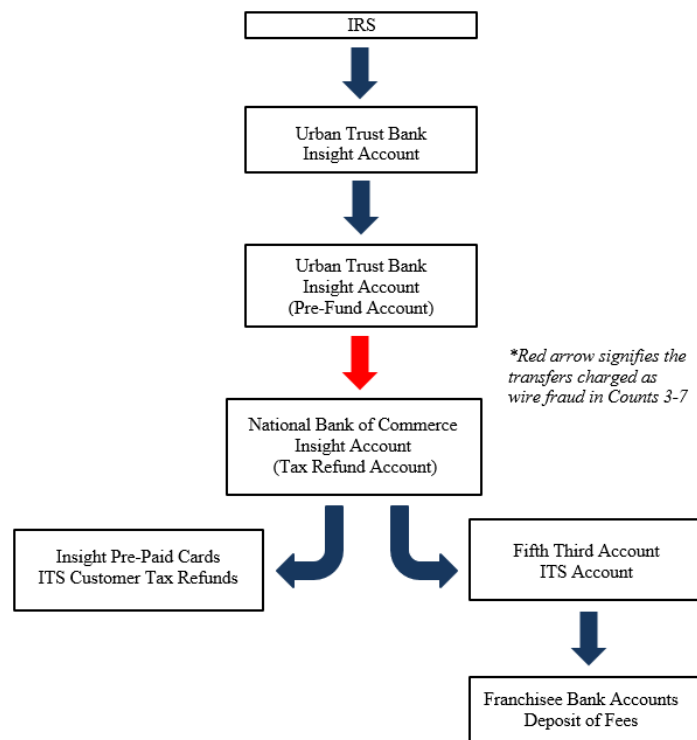 IRS
Urban Trust Bank
Insight Account
Urban Trust Bank
Insight Account
(Pre-Fund Account)
*Red arrow signifies the
transfers charged as
wire fraud in Counts 3-7
National Bank of Commerce
Insight Account
(Tax Refund Account)
Insight Pre-Paid Cards
ITS Customer Tax Refunds
Fifth Third Account
ITS Account
Franchisee Bank Accounts
Deposit of Fees